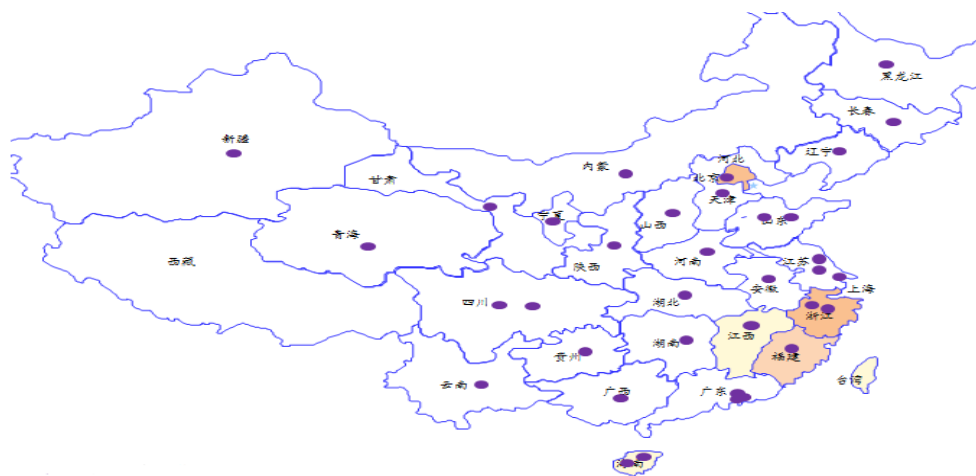 黑龙江
长春
新疆
辽宁
河北
内蒙
甘肃
北京
天津
宁夏
山西
山东
青海
西藏
陕西
河南
江苏
安徽
上海
四川
湖北
浙江
江西
湖南
贵州
福建
云南
台湾
广西
广东
海南